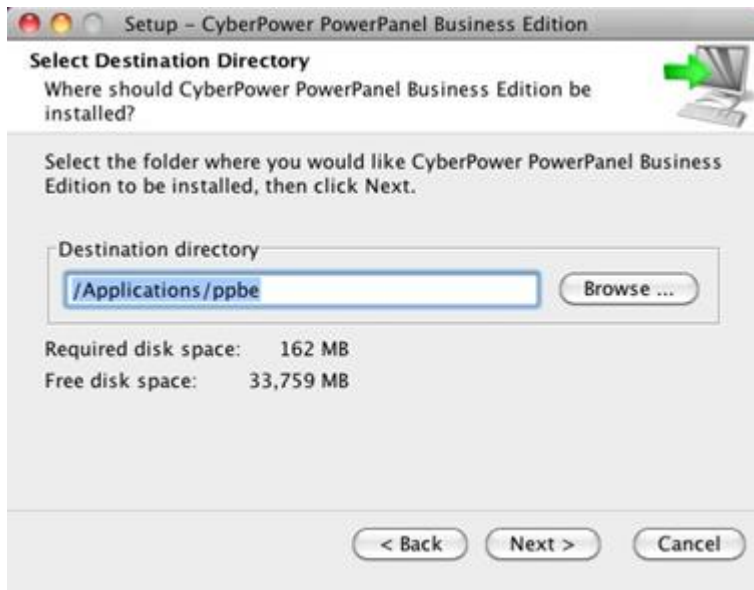 Setup – CyberPower PowerPanel Business Edition
Select Destination Directory
Where should CyberPower PowerPanel Business Edition be
installed?
Select the folder where you would like CyberPower PowerPanel Business
Edition to be installed, then click Next.
Destination directory
/Applications/ppbe
Browse ...
Required disk space: 162 MB
Free disk space: 33,759 MB
< Back Next > Cancel